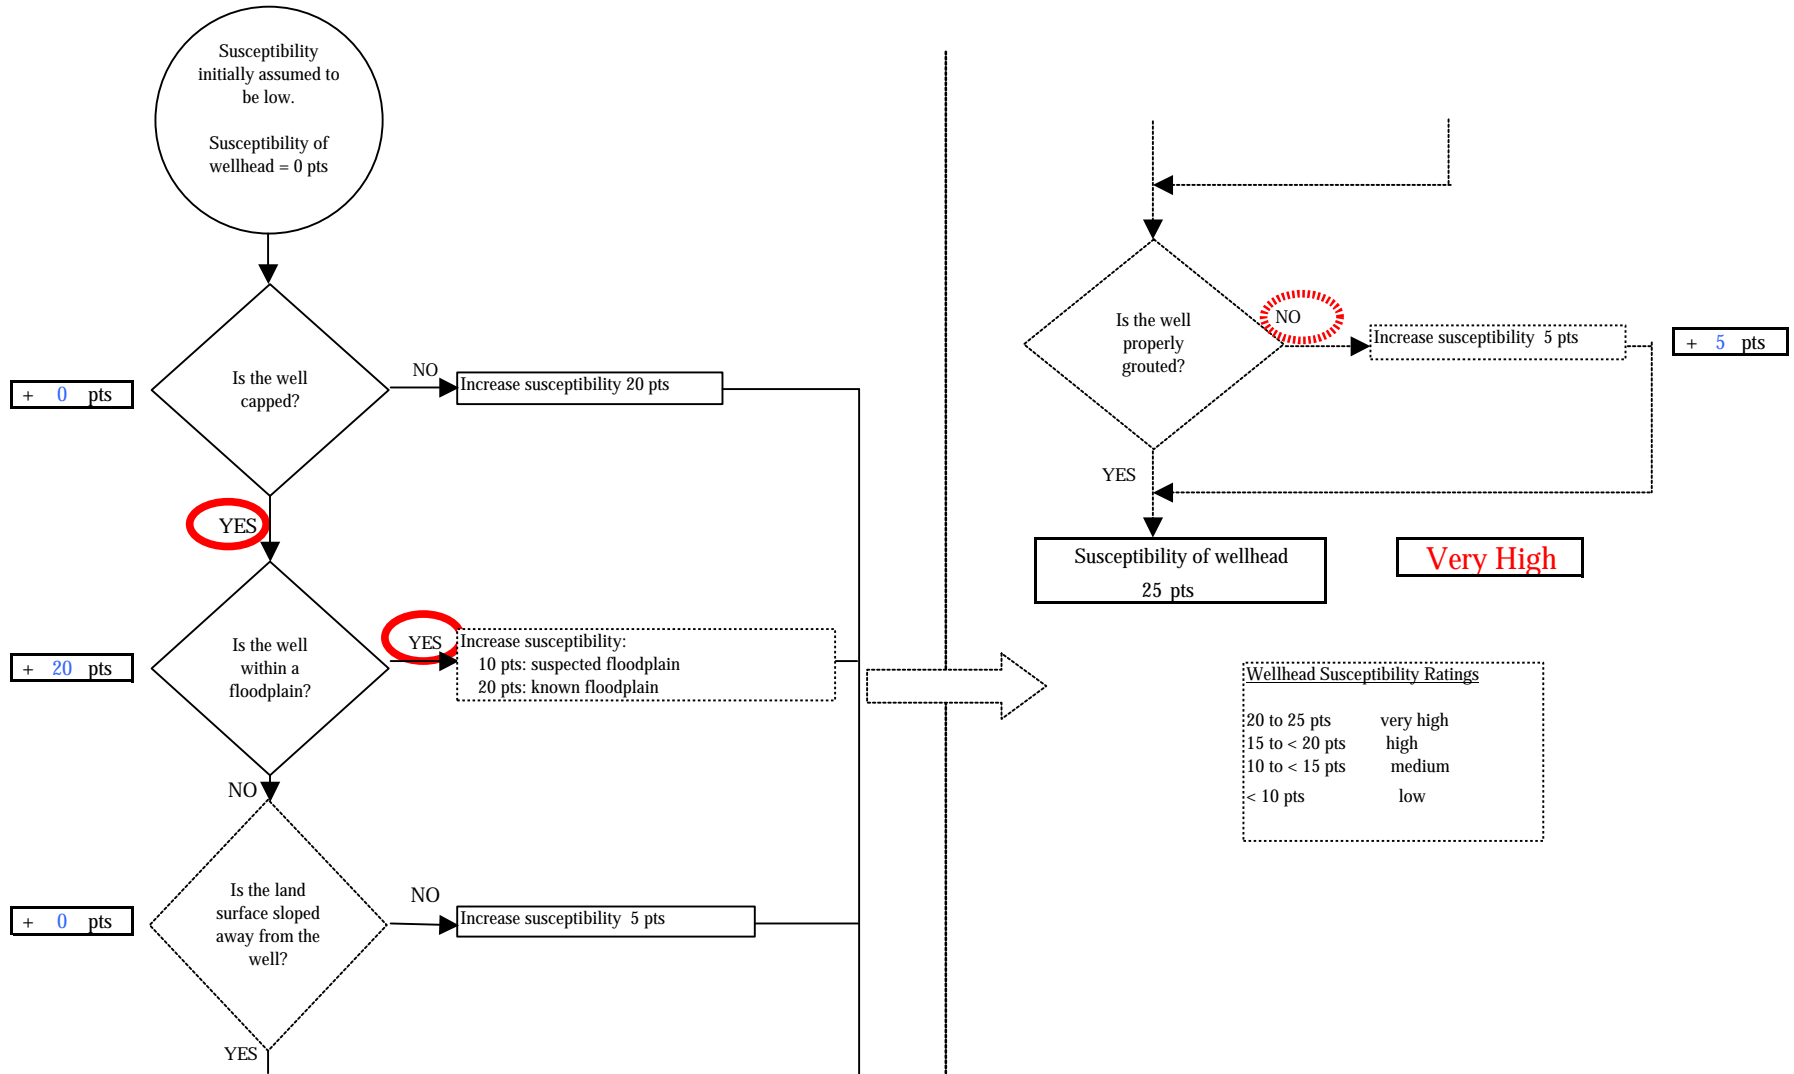 Susceptibility
initially assumed to
be low.
Susceptibility of
wellhead = 0 pts
Is the well
capped?
NO
Increase susceptibility 20 pts
+ 0 pts
YES
Is the well
within a
floodplain?
YES
Increase susceptibility:
10 pts: suspected floodplain
20 pts: known floodplain
+ 20 pts
NO
Is the land
surface sloped
away from the
well?
NO
Increase susceptibility 5 pts
+ 0 pts
YES
Is the well
properly
grouted?
NO
Increase susceptibility 5 pts
+ 5 pts
YES
Susceptibility of wellhead
25 pts
Very High
Wellhead Susceptibility Ratings
20 to 25 pts very high
15 to < 20 pts high
10 to < 15 pts medium
< 10 pts low